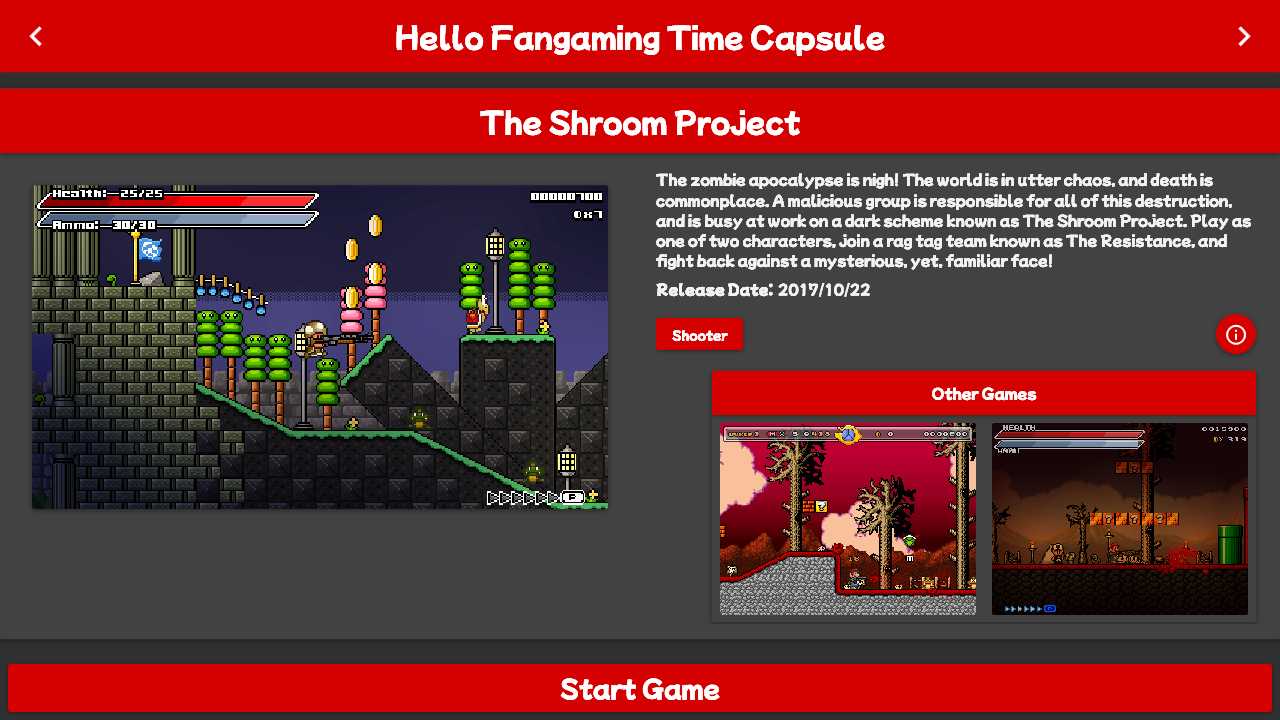 Hello Fangaming Time Capsule
The Shroom Project
Health: 25/25
00000700
0X7
Ammo: 30/30
P
The zombie apocalypse is nigh! The world is in utter chaos, and death is
commonplace. A malicious group is responsible for all of this destruction,
and is busy at work on a dark scheme known as The Shroom Project. Play as
one of two characters, join a rag tag team known as The Resistance, and
fight back against a mysterious, yet, familiar face!
Release Date: 2017/10/22
Shooter
Other Games
HEALTH
Start Game